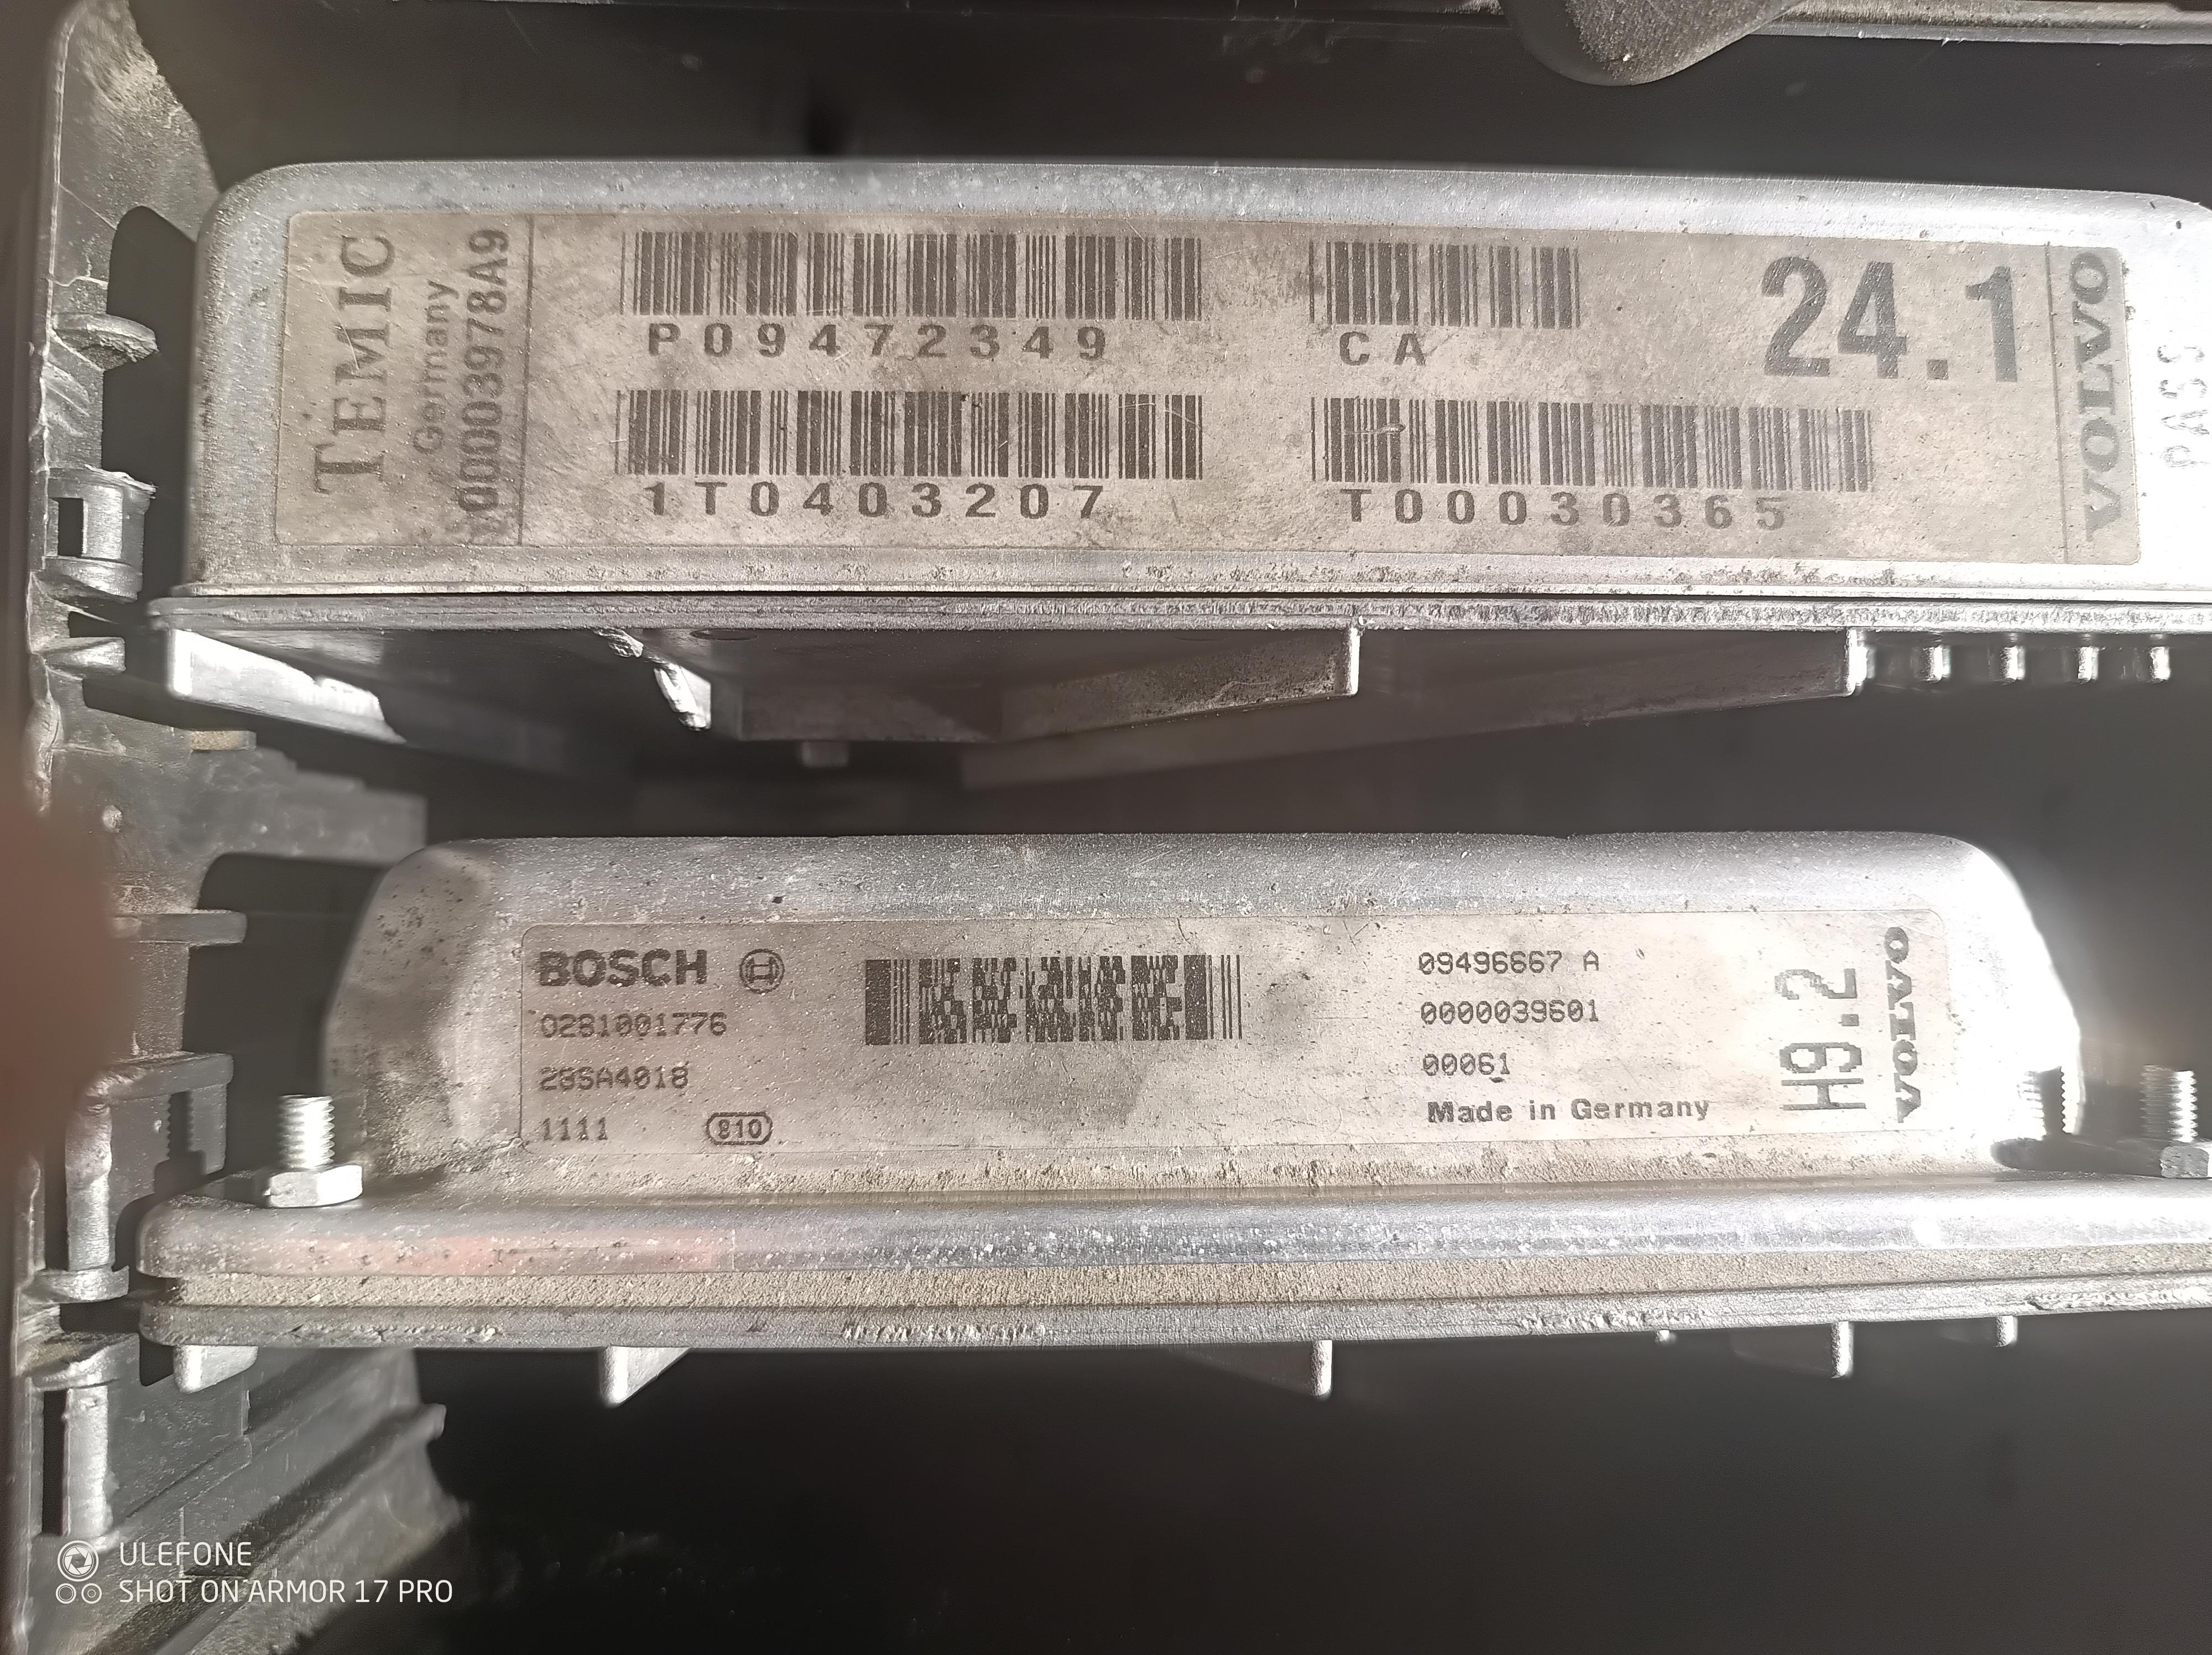 TEMIC
Germany
00003978A9
P09472349
CA
24.1
1T0403207
T00030365
VOLVO
PASS
BOSCH
0281001776
28SA4018
1111
810
09496667 A
0000039601
00061
Made in Germany
H9.2
VOLVO
ULEFONE
SHOT ON ARMOR 17 PRO